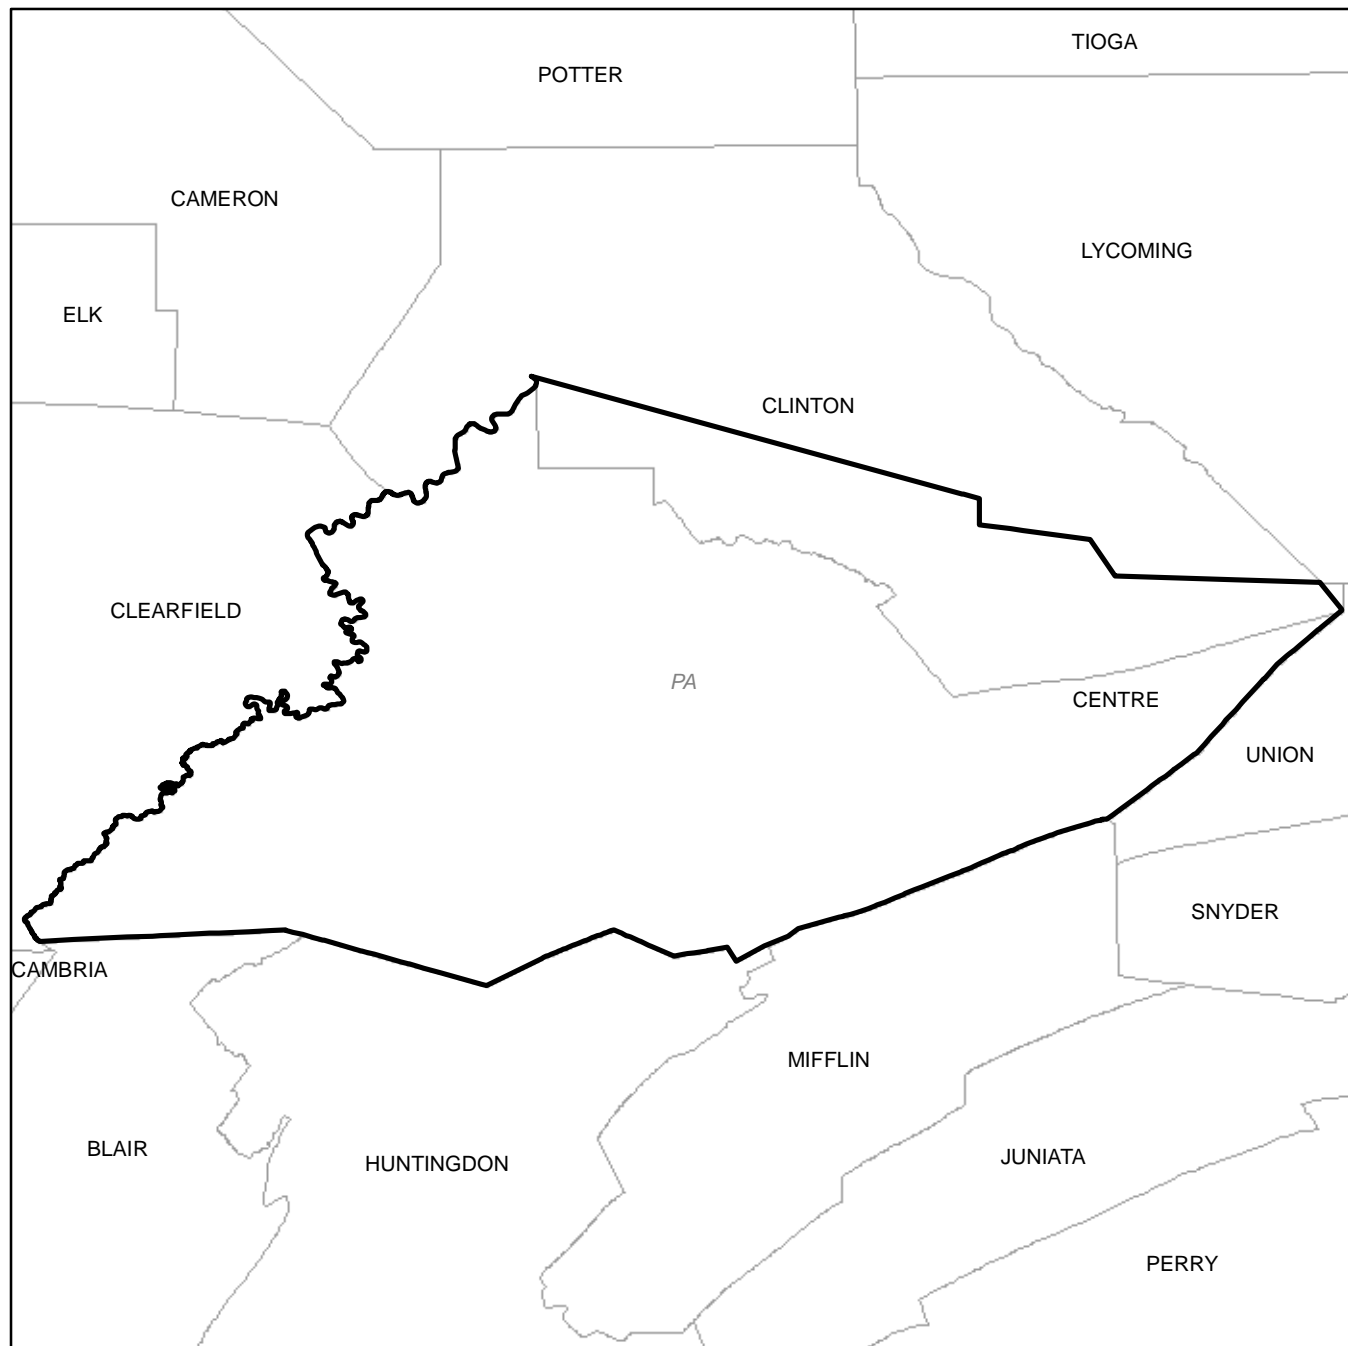 TIOGA
POTTER
CAMERON
LYCOMING
ELK
CLINTON
CLEARFIELD
PA
CENTRE
UNION
SNYDER
CAMBRIA
MIFFLIN
BLAIR
HUNTINGDON
JUNIATA
PERRY